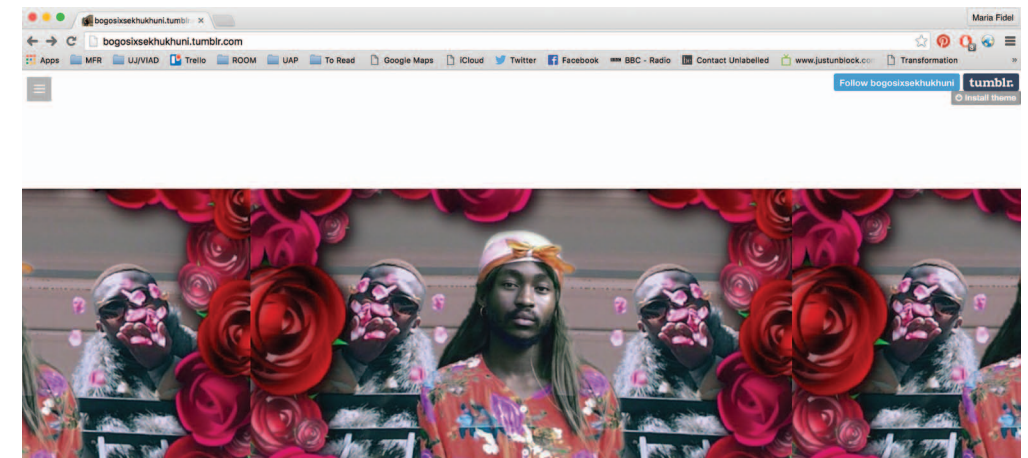 bogosixsekhukhuni.tumblr
Maria Fidel
bogosixsekhukhuni.tumblr.com
Apps MFR UJ/VIAD Trello ROOM UAP To Read Google Maps iCloud Twitter Facebook BBC - Radio Contact Unlabelled www.justunblock.co Transformation »
Follow bogosixsekhukhuni tumblr.
Install theme